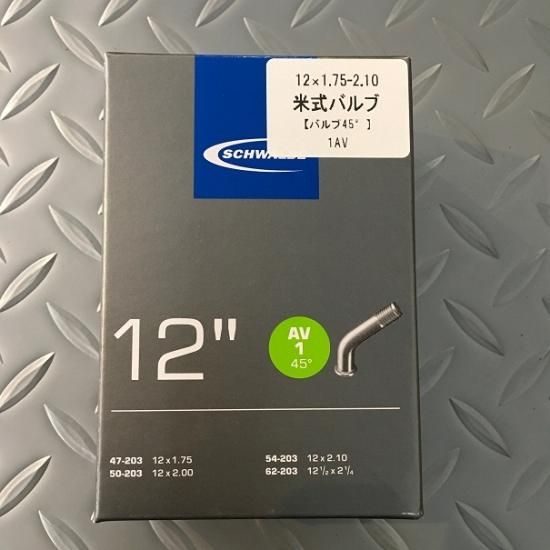 12×1.75-2.10
米式バルブ
【バルブ45°】
1AV
SCHWALBE
12"
AV
1
45°
47-203 12 x 1.75
50-203 12 x 2.00
54-203 12 x 2.10
62-203 12 1/2 x 2 1/4